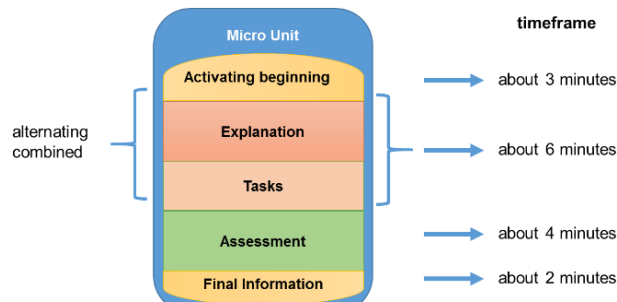 timeframe
Micro Unit
Activating beginning
about 3 minutes
alternating
combined
Explanation
about 6 minutes
Tasks
Assessment
about 4 minutes
Final Information
about 2 minutes